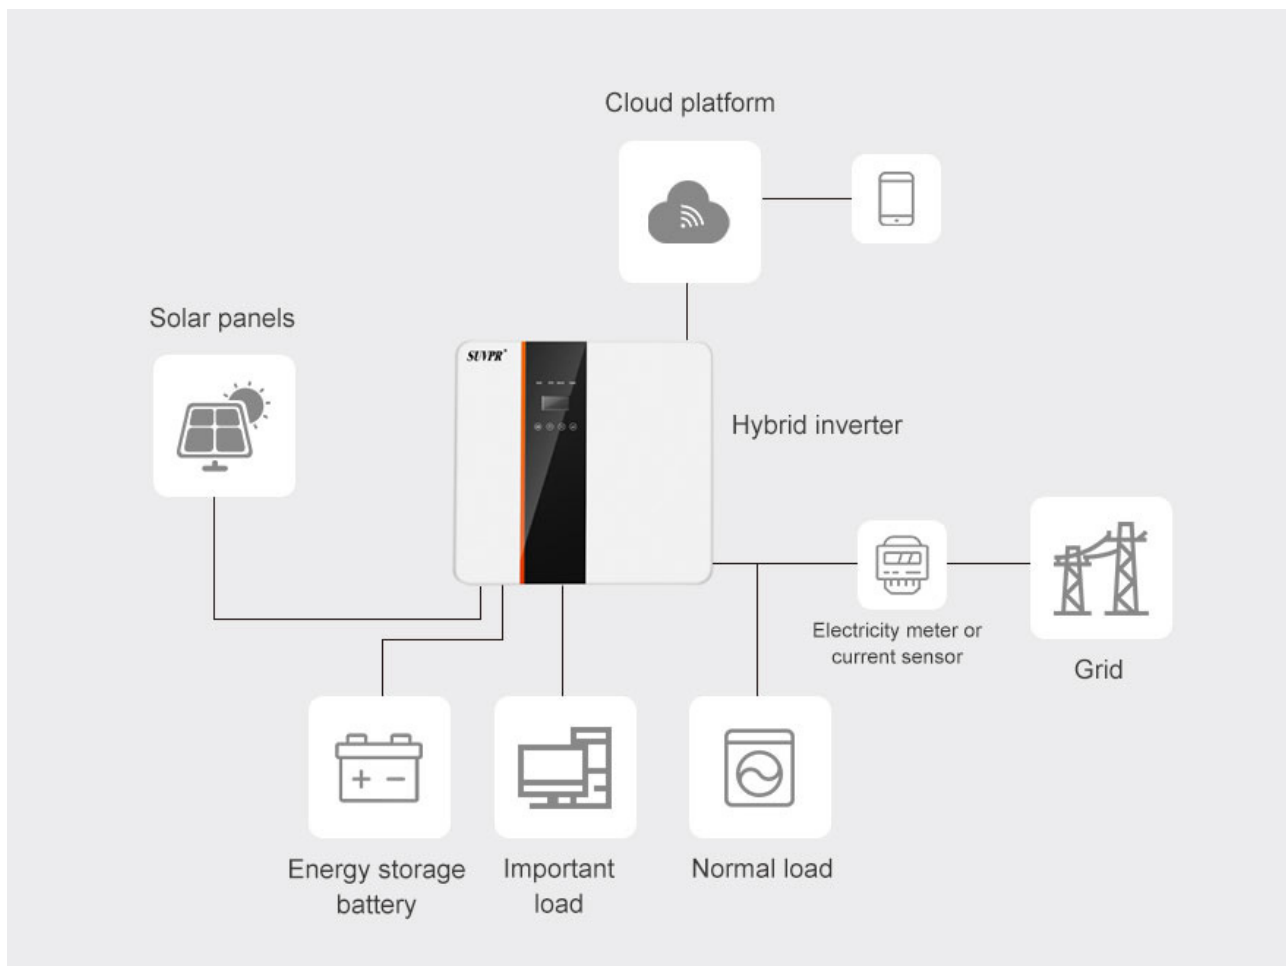 Cloud platform
Solar panels
SUVPR
Hybrid inverter
Electricity meter or
current sensor
Grid
Energy storage
battery
Important
load
Normal load